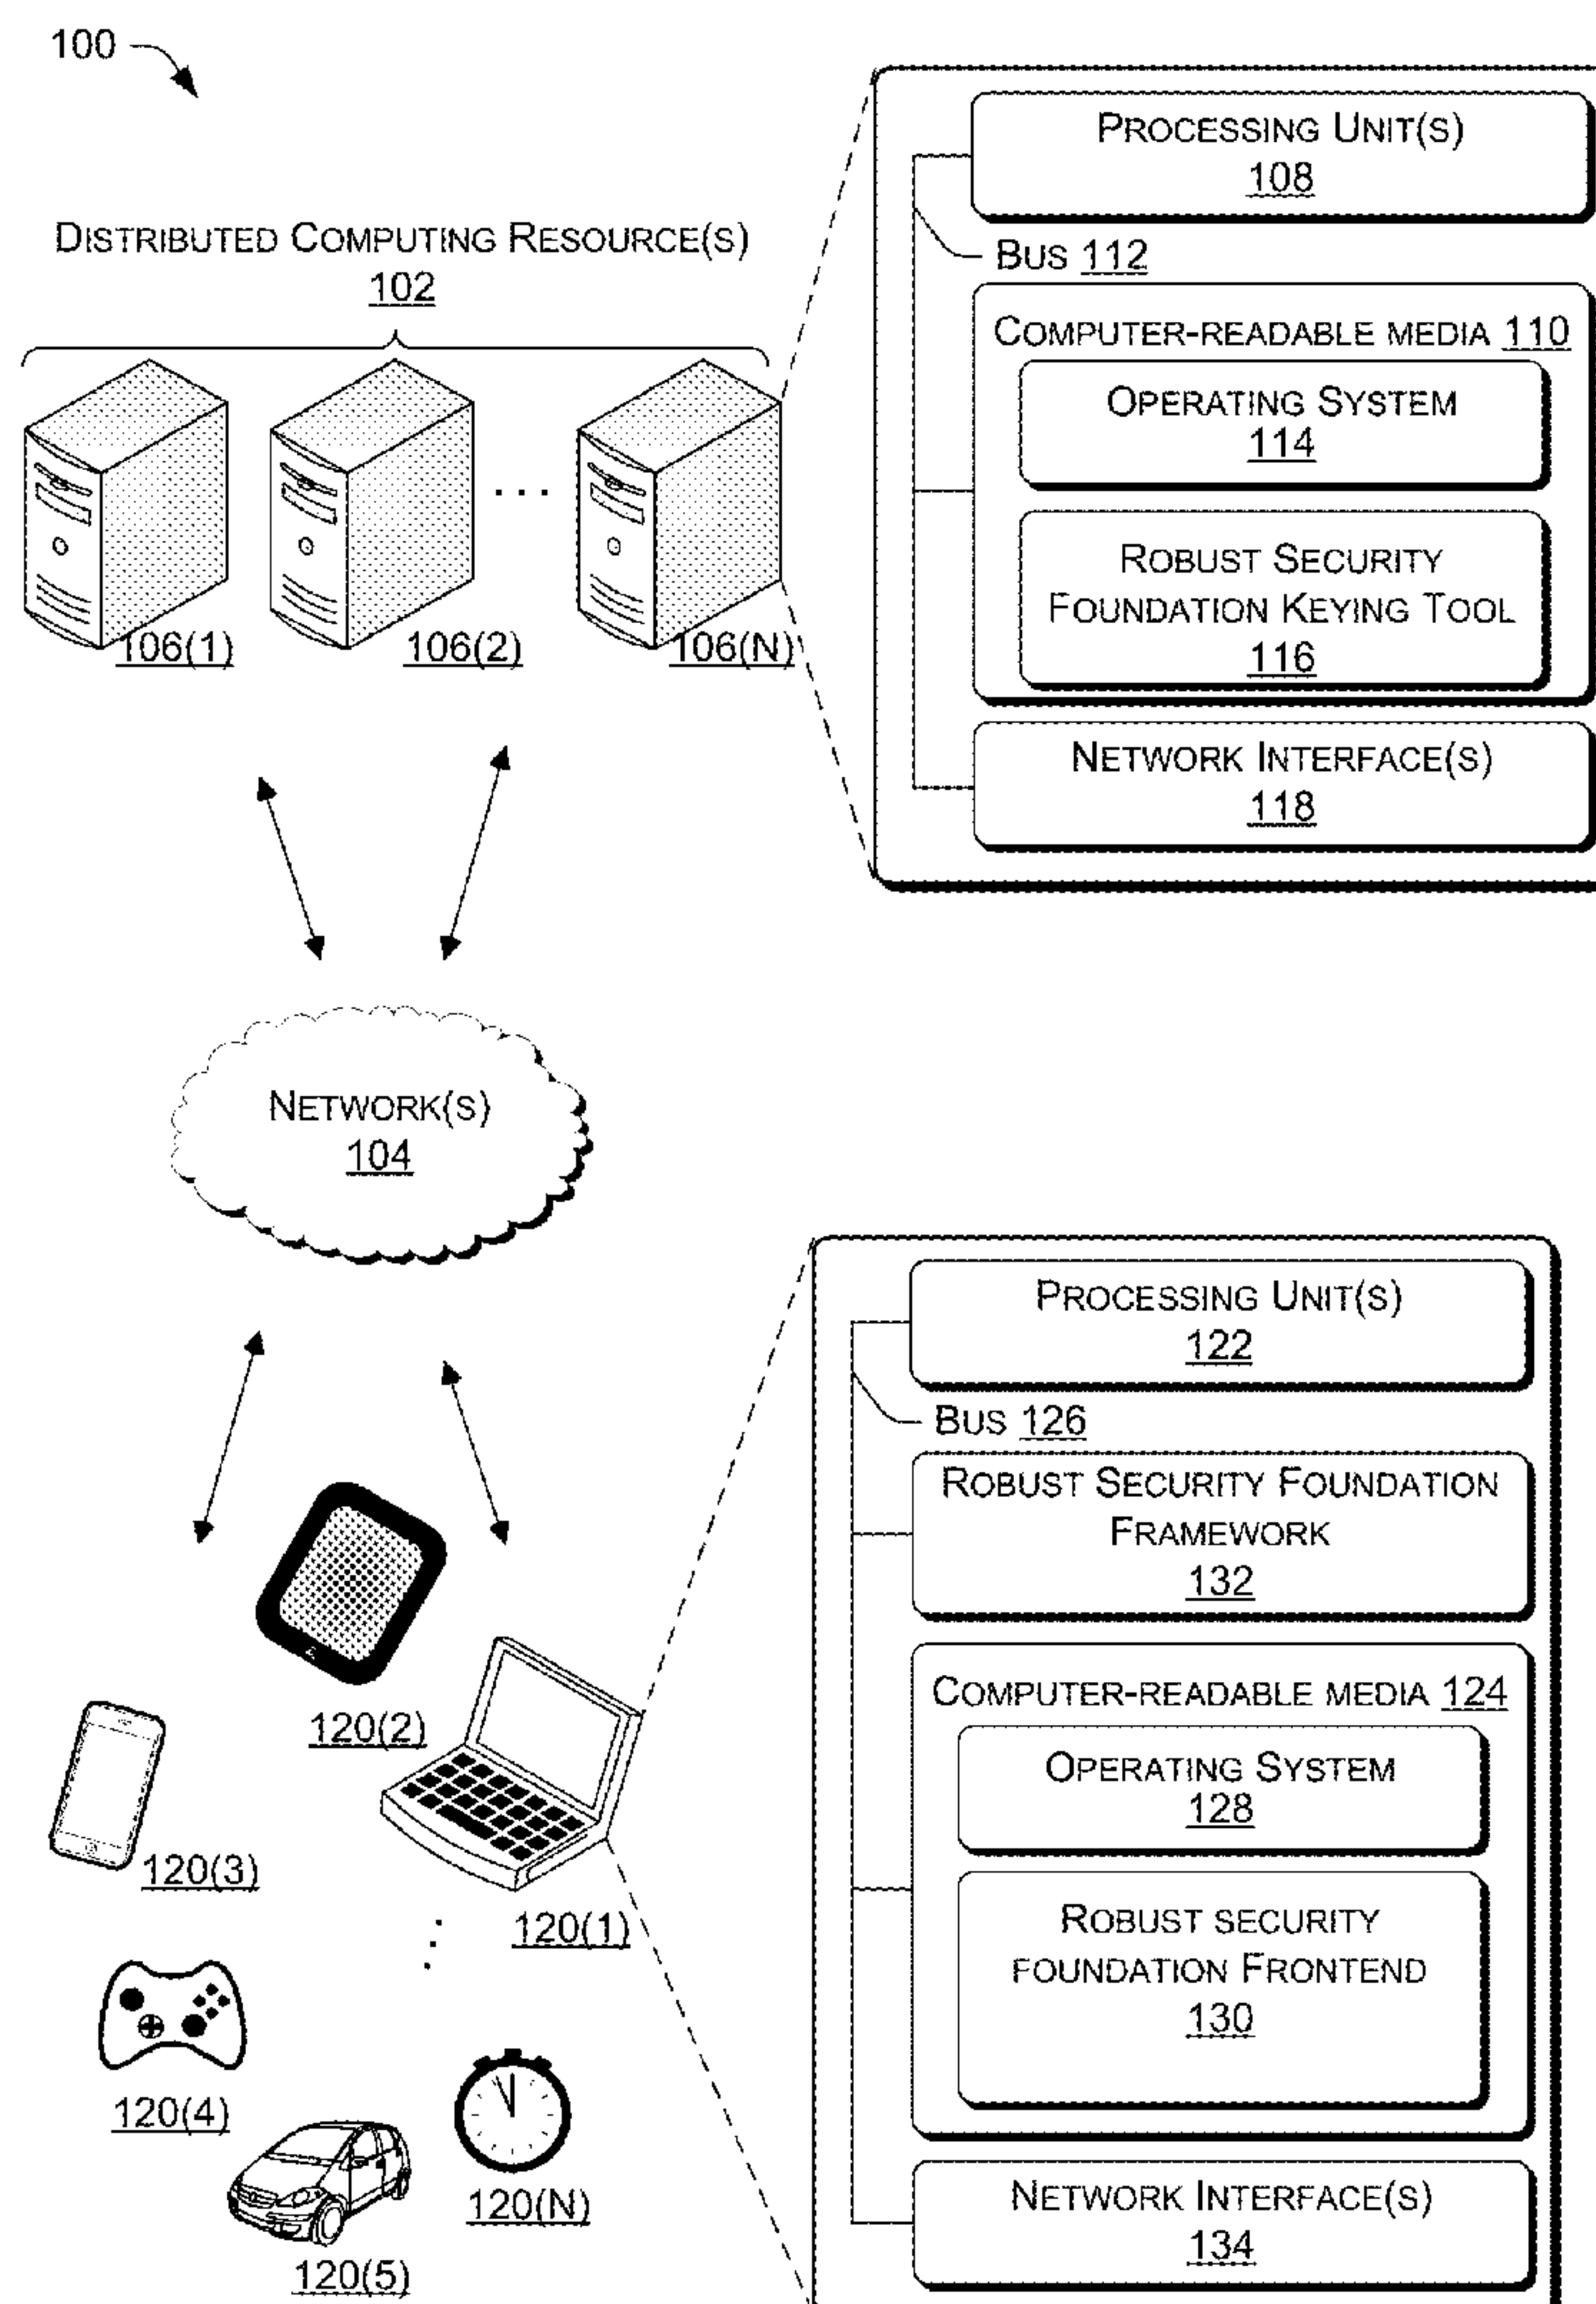 100
DISTRIBUTED COMPUTING RESOURCE(S)
102
106(1)
106(2)
...
106(N)
PROCESSING UNIT(S)
108
BUS 112
COMPUTER-READABLE MEDIA 110
OPERATING SYSTEM
114
ROBUST SECURITY
FOUNDATION KEYING TOOL
116
NETWORK INTERFACE(S)
118
NETWORK(S)
104
120(2)
120(3)
120(1)
120(4)
120(N)
120(5)
PROCESSING UNIT(S)
122
BUS 126
ROBUST SECURITY FOUNDATION
FRAMEWORK
132
COMPUTER-READABLE MEDIA 124
OPERATING SYSTEM
128
ROBUST SECURITY
FOUNDATION FRONTEND
130
NETWORK INTERFACE(S)
134